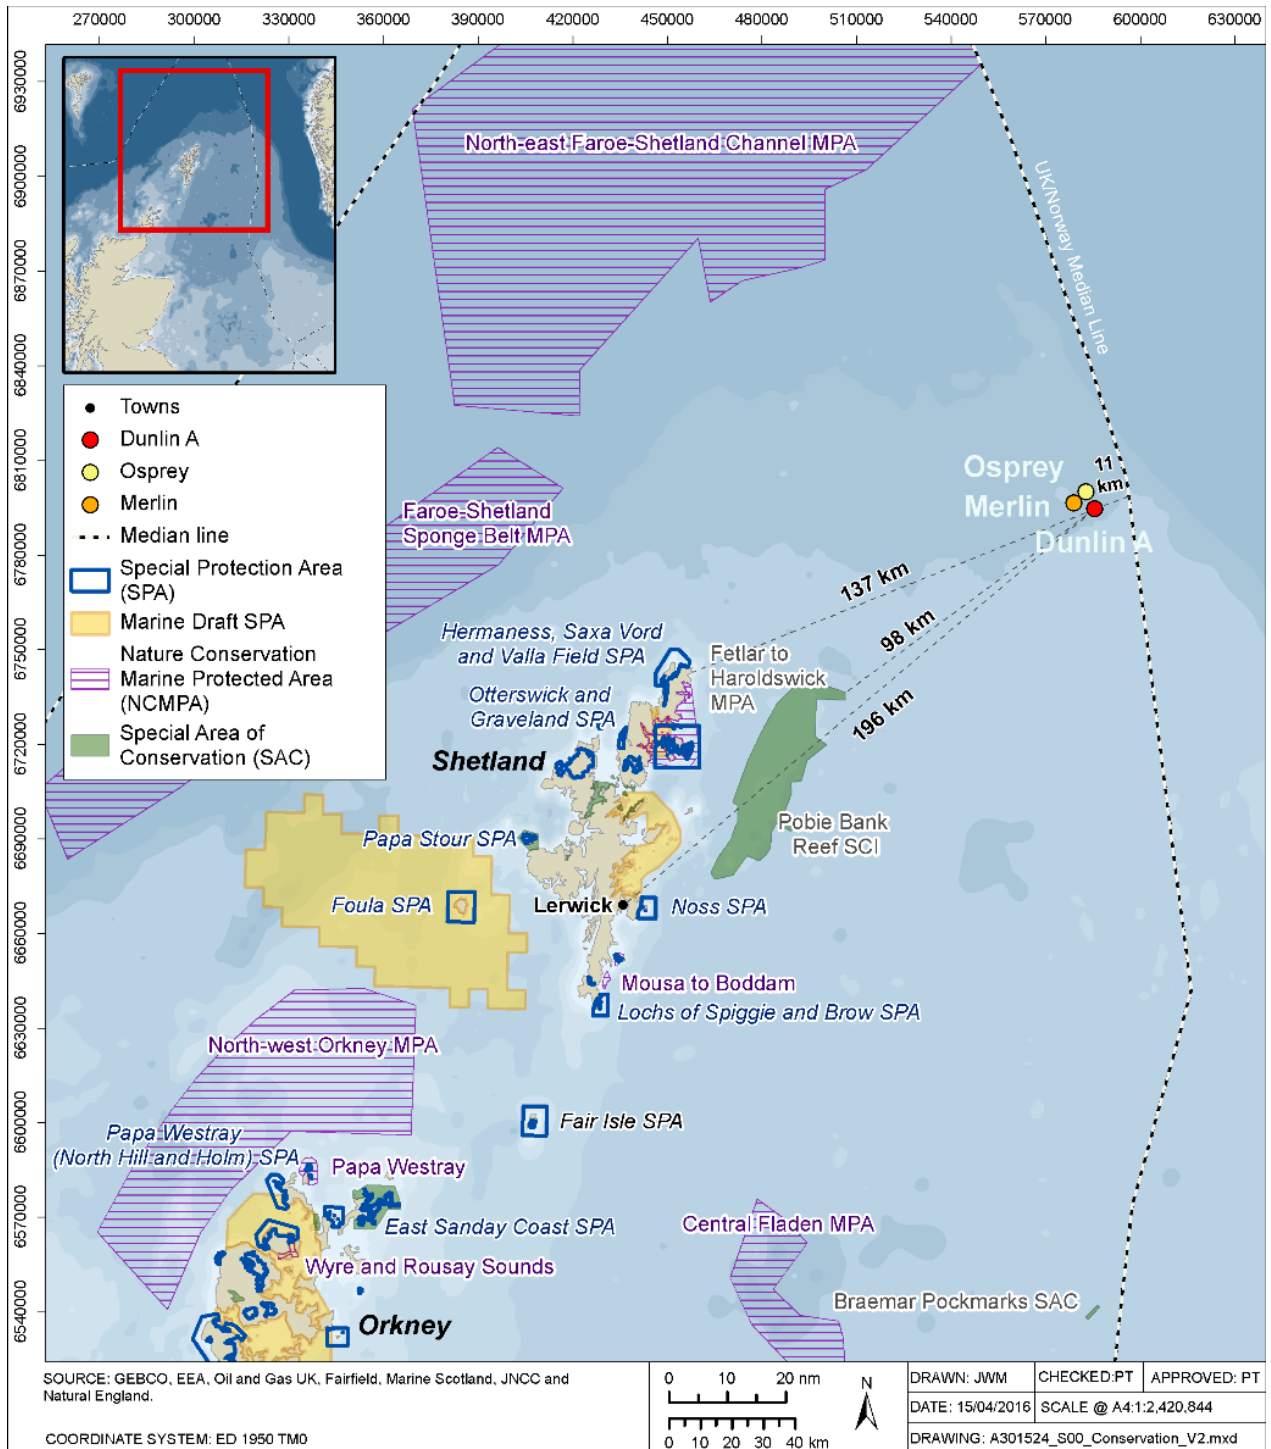 270000 300000 330000 360000 390000 420000 450000 480000 510000 540000 570000 600000 630000
6930000
6900000
6870000
6840000
6810000
6780000
6750000
6720000
6690000
6660000
6630000
6600000
6570000
6540000
North-east Faroe-Shetland Channel MPA
UK/Norway Median Line
Towns
Dunlin A
Osprey
Merlin
Median line
Special Protection Area
(SPA)
Marine Draft SPA
Nature Conservation
Marine Protected Area
(NCMPA)
Special Area of
Conservation (SAC)
Osprey
11
km
Merlin
Dunlin A
Faroe-Shetland
Sponge Belt MPA
137 km
98 km
196 km
Hermaness, Saxa Vord
and Valla Field SPA
Fetlar to
Haroldswick
MPA
Otterswick and
Graveland SPA
Shetland
Pobie Bank
Reef SCI
Papa Stour SPA
Foula SPA
Lerwick
Noss SPA
Mousa to Boddam
Lochs of Spiggie and Brow SPA
North-west Orkney MPA
Fair Isle SPA
Papa Westray
(North Hill and Holm) SPA
Papa Westray
East Sanday Coast SPA
Central Fladen MPA
Wyre and Rousay Sounds
Braemar Pockmarks SAC
Orkney
SOURCE: GEBCO, EEA, Oil and Gas UK, Fairfield, Marine Scotland, JNCC and
Natural England.
COORDINATE SYSTEM: ED 1950 TM0
0 10 20 nm
0 10 20 30 40 km
N
DRAWN: JWM CHECKED:PT APPROVED: PT
DATE: 15/04/2016 SCALE @ A4:1:2,420,844
DRAWING: A301524_S00_Conservation_V2.mxd